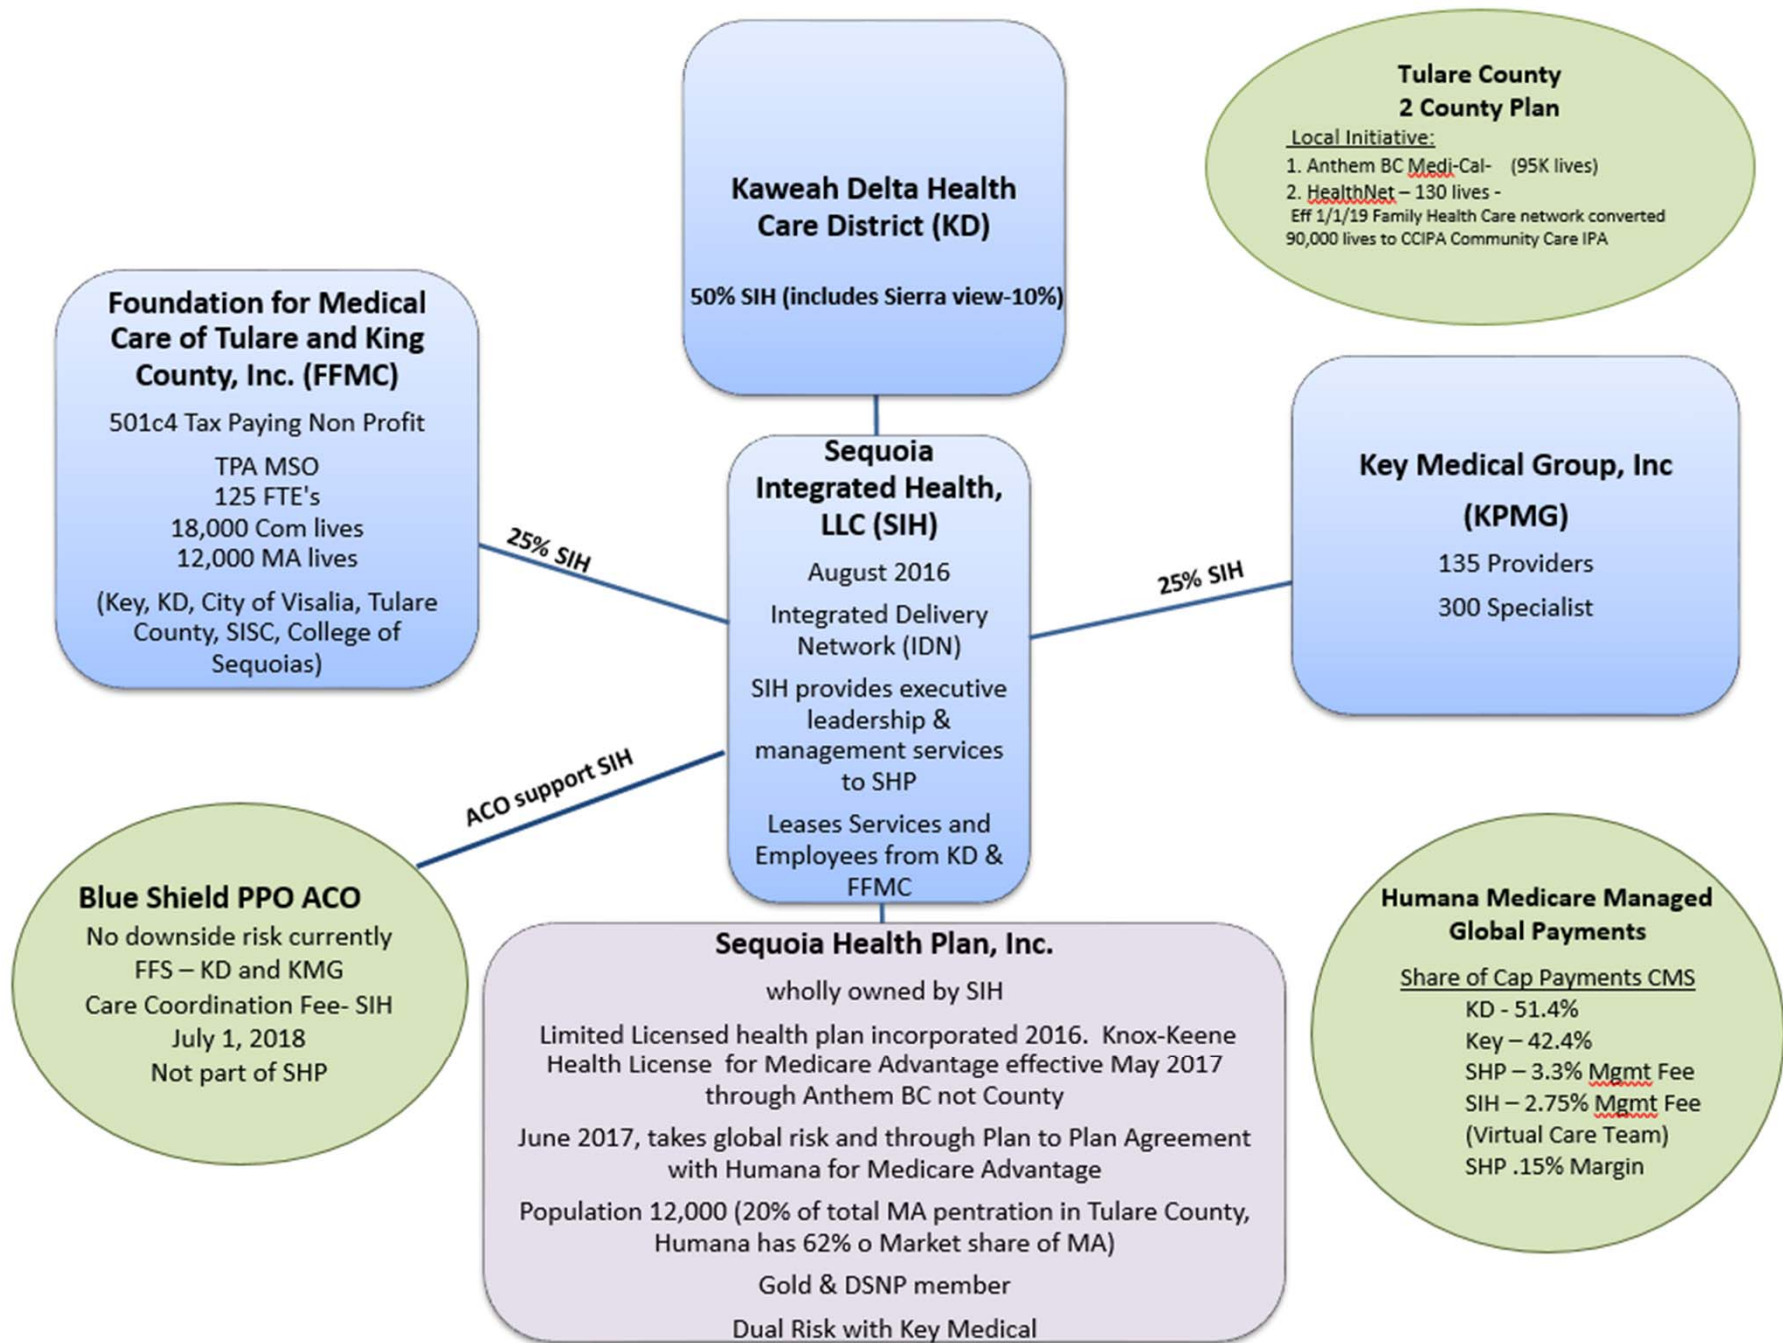 Kaweah Delta Health
Care District (KD)
50% SIH (includes Sierra view-10%)
Tulare County
2 County Plan
Local Initiative:
1. Anthem BC Medi-Cal- (95K lives)
2. HealthNet – 130 lives -
Eff 1/1/19 Family Health Care network converted
90,000 lives to CCIPA Community Care IPA
Foundation for Medical
Care of Tulare and King
County, Inc. (FFMC)
501c4 Tax Paying Non Profit
TPA MSO
125 FTE's
18,000 Com lives
12,000 MA lives
(Key, KD, City of Visalia, Tulare
County, SISC, College of
Sequoias)
25% SIH
Sequoia
Integrated Health,
LLC (SIH)
August 2016
Integrated Delivery
Network (IDN)
SIH provides executive
leadership &
management services
to SHP
Leases Services and
Employees from KD &
FFMC
25% SIH
Key Medical Group, Inc
(KPMG)
135 Providers
300 Specialist
ACO support SIH
Blue Shield PPO ACO
No downside risk currently
FFS – KD and KMG
Care Coordination Fee- SIH
July 1, 2018
Not part of SHP
Sequoia Health Plan, Inc.
wholly owned by SIH
Limited Licensed health plan incorporated 2016. Knox-Keene
Health License for Medicare Advantage effective May 2017
through Anthem BC not County
June 2017, takes global risk and through Plan to Plan Agreement
with Humana for Medicare Advantage
Population 12,000 (20% of total MA pentration in Tulare County,
Humana has 62% o Market share of MA)
Gold & DSNP member
Dual Risk with Key Medical
Humana Medicare Managed
Global Payments
Share of Cap Payments CMS
KD - 51.4%
Key – 42.4%
SHP – 3.3% Mgmt Fee
SIH – 2.75% Mgmt Fee
(Virtual Care Team)
SHP .15% Margin